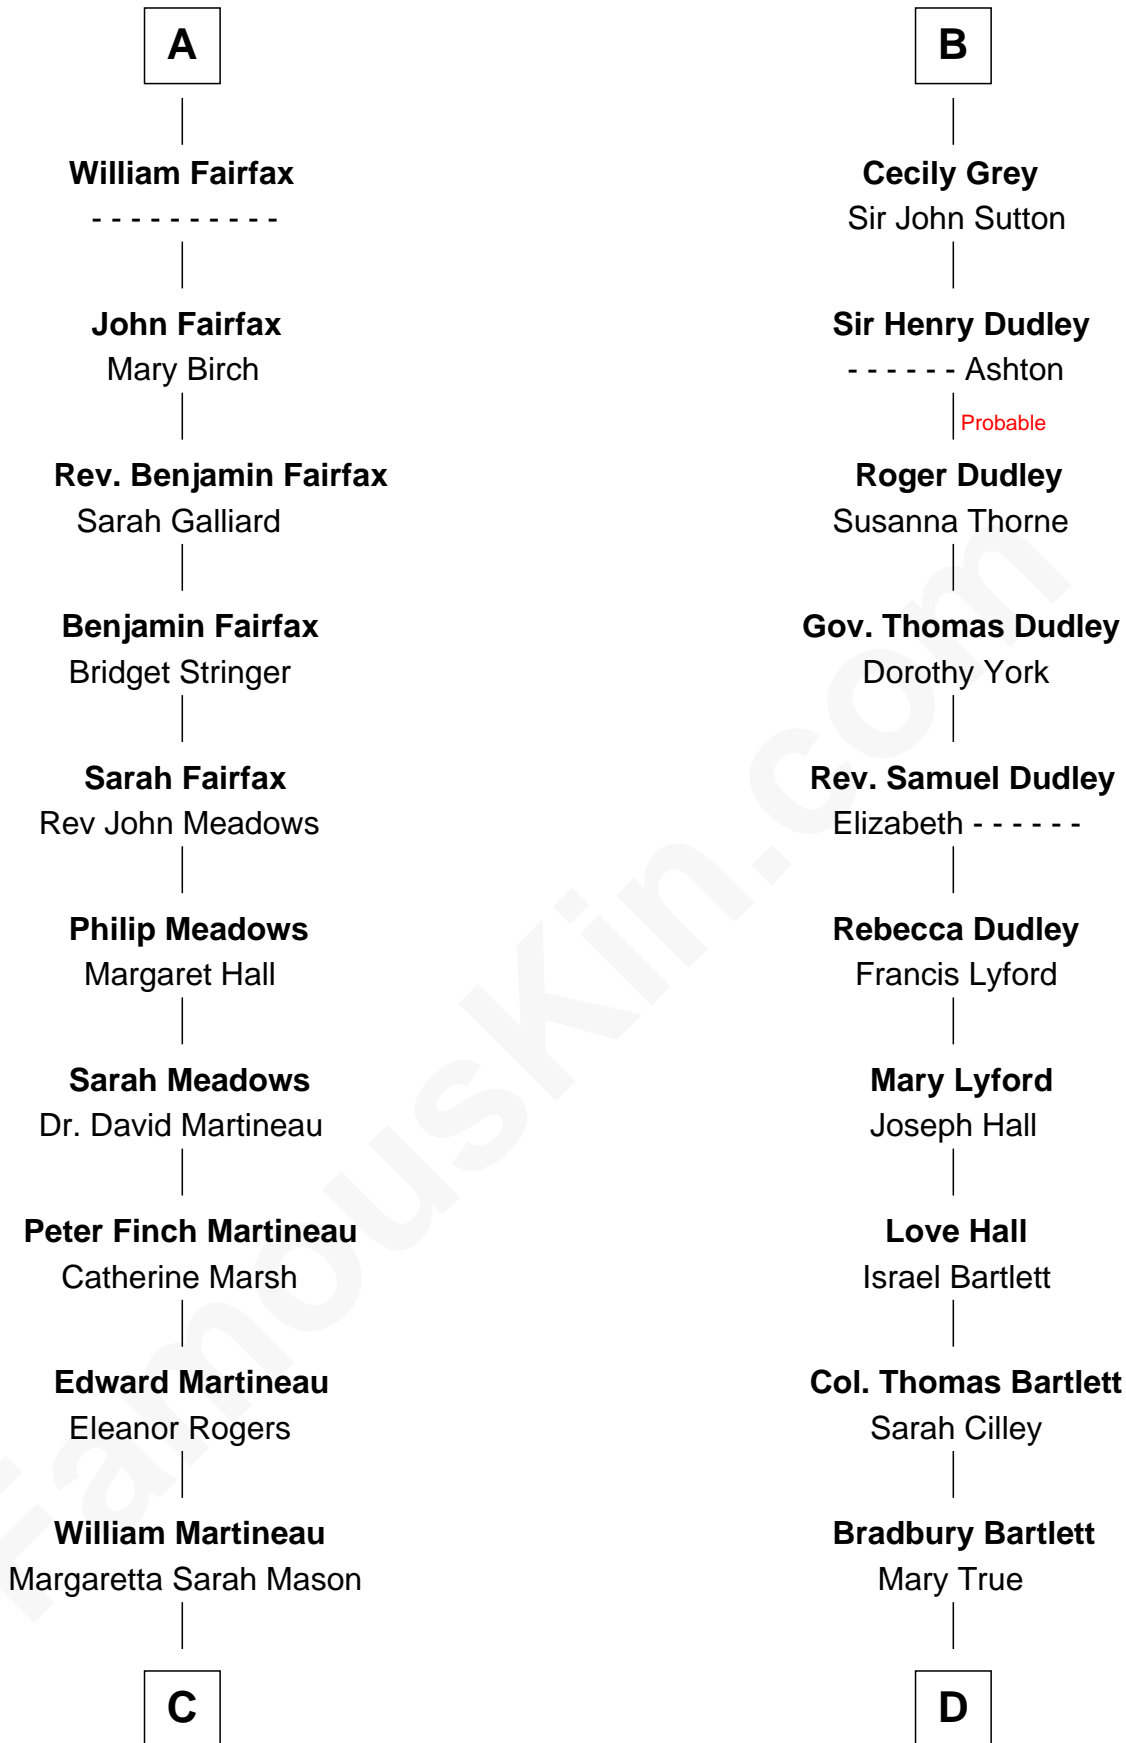 A
William Fairfax
- - - - - - - - - -
John Fairfax
Mary Birch
Rev. Benjamin Fairfax
Sarah Galliard
Benjamin Fairfax
Bridget Stringer
Sarah Fairfax
Rev John Meadows
Philip Meadows
Margaret Hall
Sarah Meadows
Dr. David Martineau
Peter Finch Martineau
Catherine Marsh
Edward Martineau
Eleanor Rogers
William Martineau
Margaretta Sarah Mason
C
B
Cecily Grey
Sir John Sutton
Sir Henry Dudley
- - - - - - Ashton
Probable
Roger Dudley
Susanna Thorne
Gov. Thomas Dudley
Dorothy York
Rev. Samuel Dudley
Elizabeth - - - - - -
Rebecca Dudley
Francis Lyford
Mary Lyford
Joseph Hall
Love Hall
Israel Bartlett
Col. Thomas Bartlett
Sarah Cilley
Bradbury Bartlett
Mary True
D
FamousKin.com